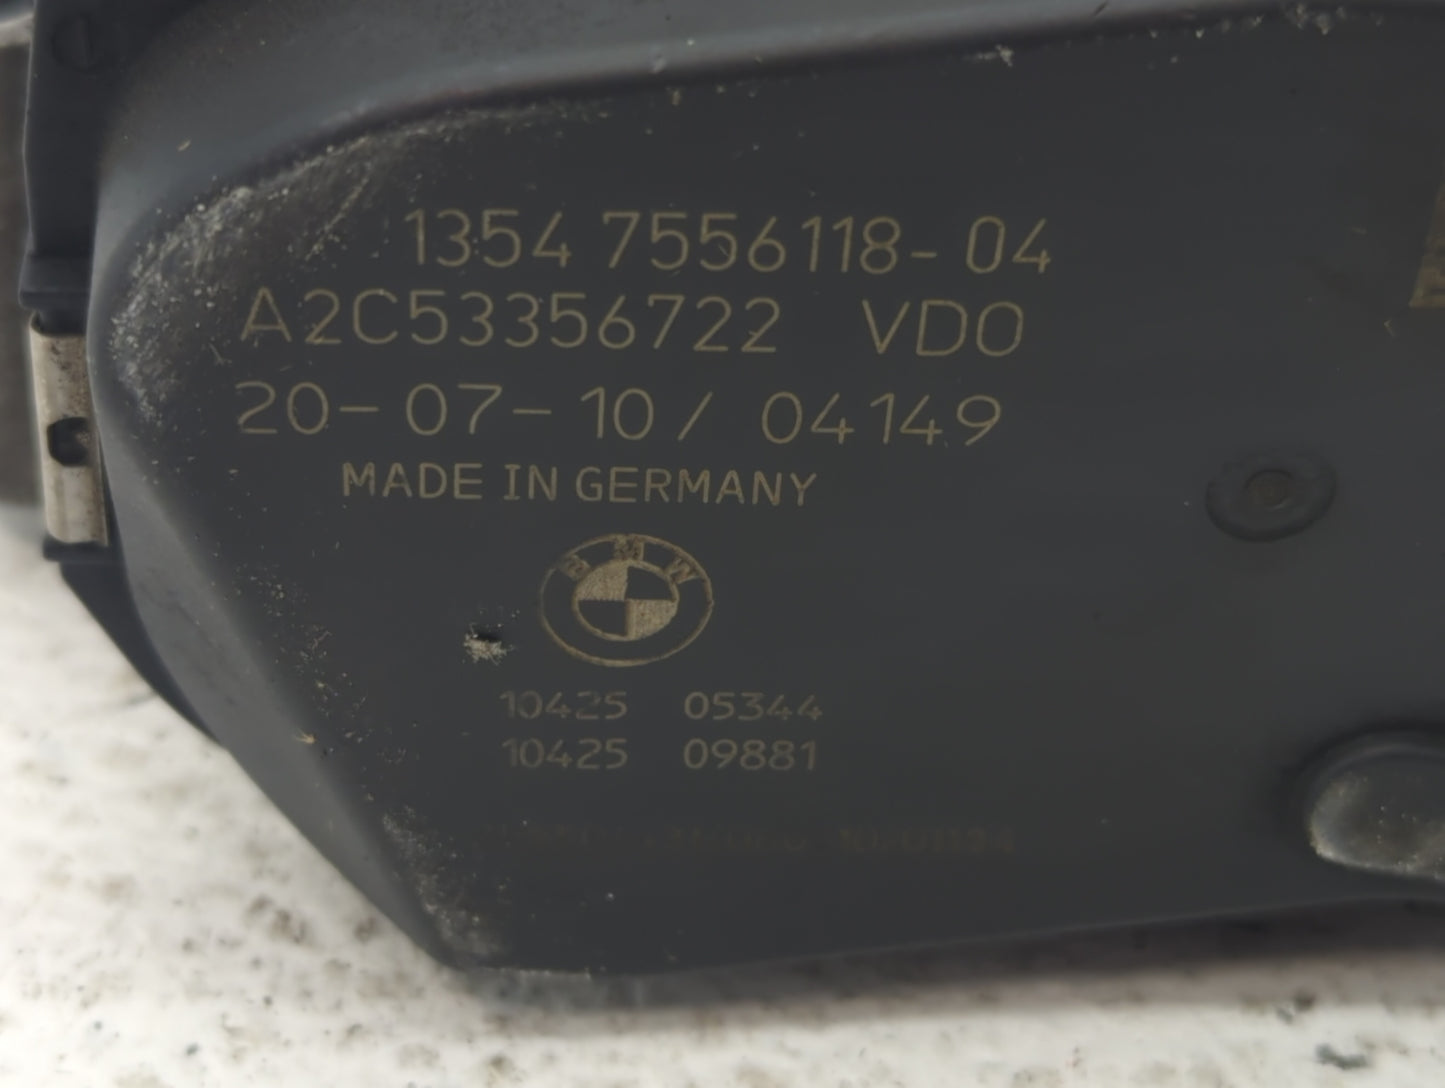 1354 7556118-04
A2C53356722 VDO
20-07-10/ 04149
MADE IN GERMANY
BMW
10425 05344
10425 09881